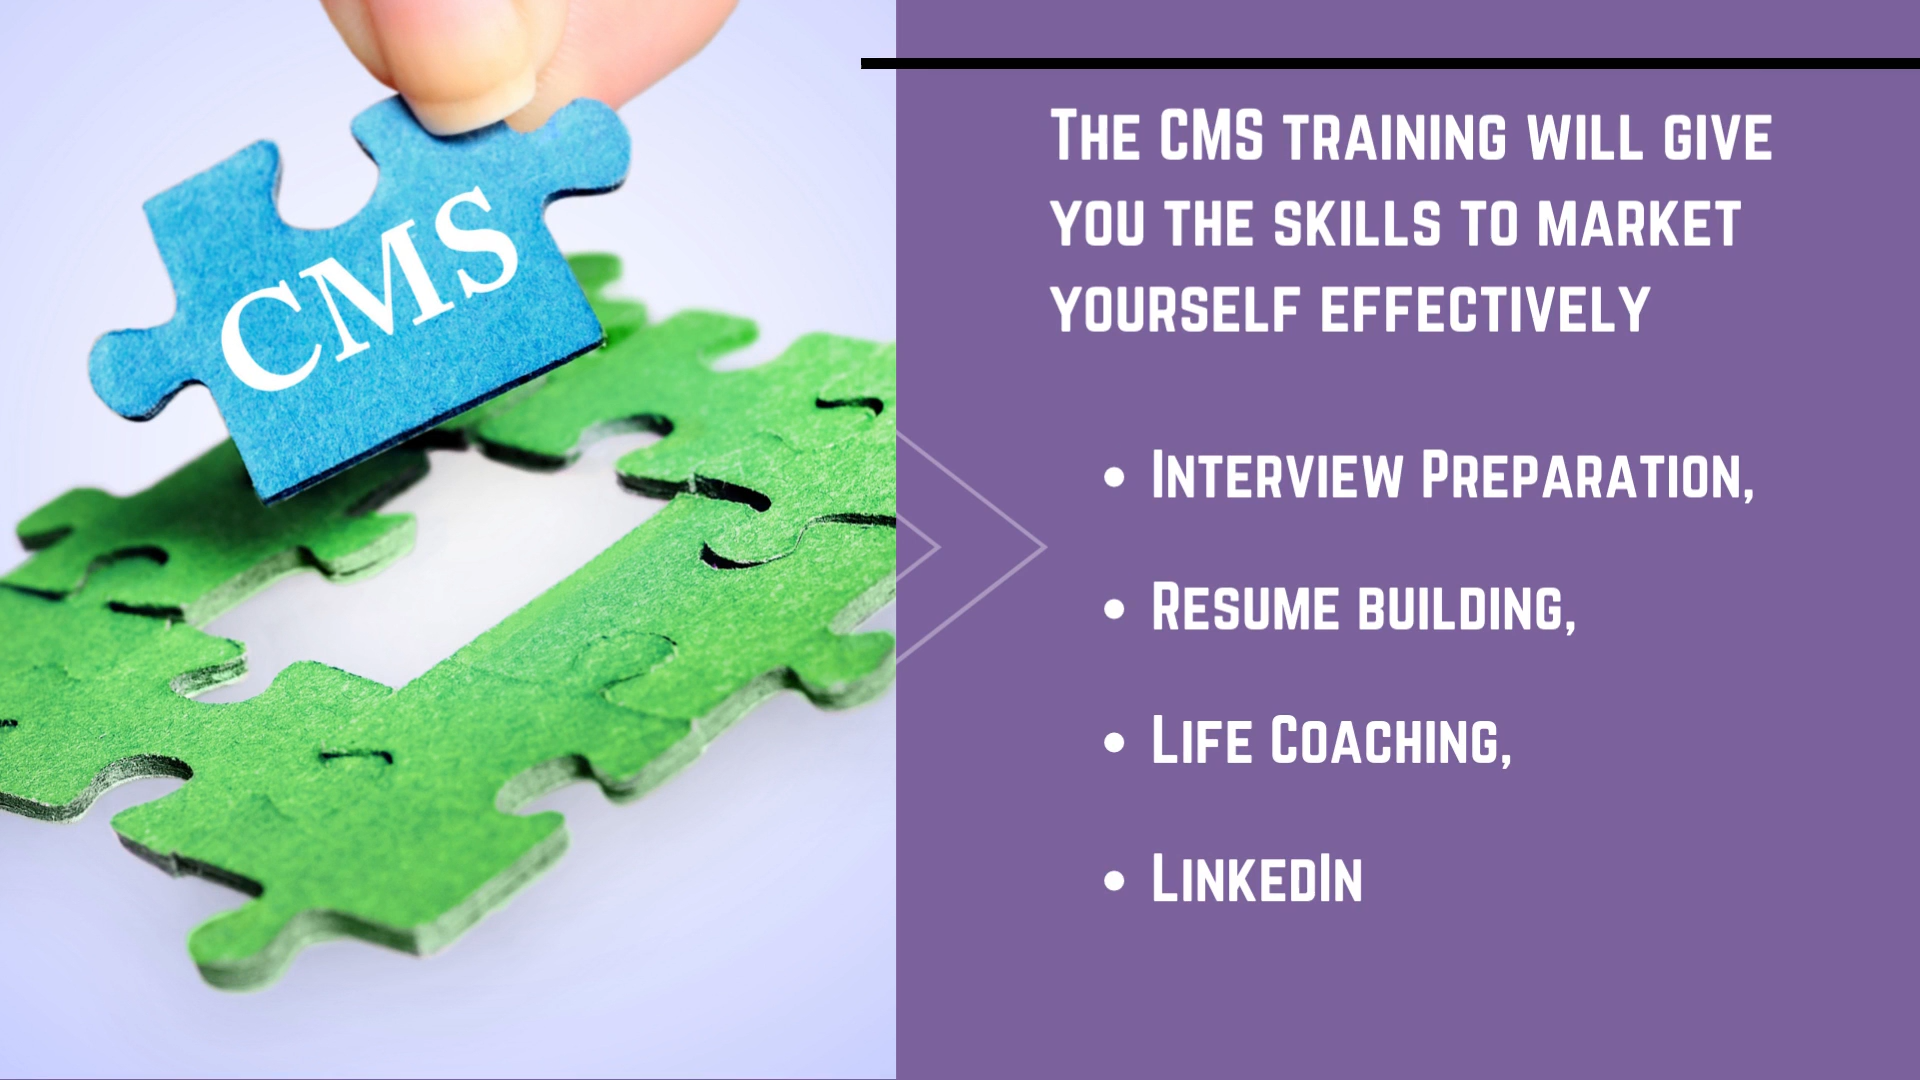 CMS
The CMS training will give
you the skills to market
yourself effectively
• Interview Preparation,
• Resume building,
• Life Coaching,
• LinkedIn